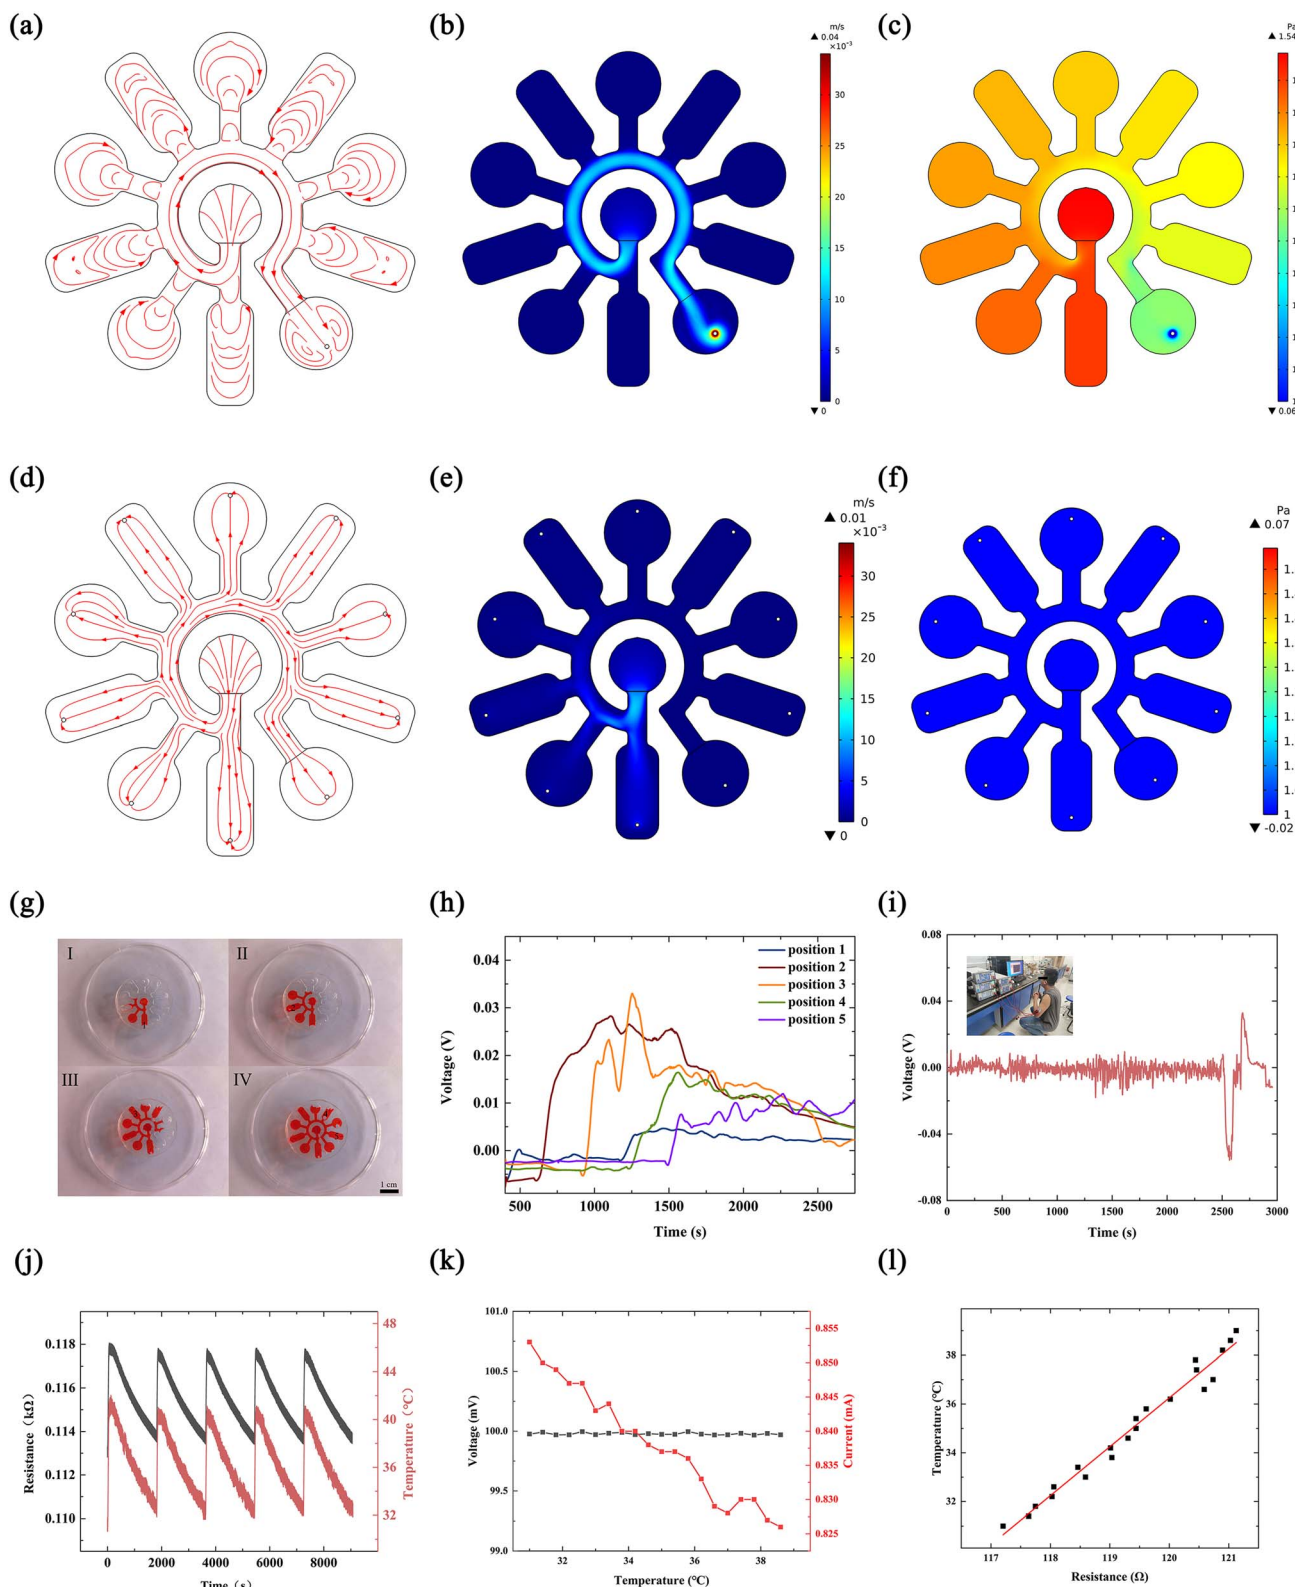 (a)
(b)
(c)
m/s
▲ 0.04
×10⁻³
30
25
20
15
10
5
0
▼ 0
Pa
▲ 1.54
▼ 0.06
(d)
(e)
(f)
m/s
▲ 0.01
×10⁻³
30
25
20
15
10
5
0
▼ 0
Pa
▲ 0.07
1
▼ -0.02
(g)
I
II
III
IV
1 cm
(h)
0.04
0.03
0.02
0.01
0.00
Voltage (V)
position 1
position 2
position 3
position 4
position 5
500 1000 1500 2000 2500
Time (s)
(i)
0.08
0.04
0.00
-0.04
-0.08
Voltage (V)
0 500 1000 1500 2000 2500 3000
Time (s)
(j)
0.118
0.116
0.114
0.112
0.110
Resistance (kΩ)
48
44
40
36
32
Temperature (℃)
0 2000 4000 6000 8000
Time (s)
(k)
101.0
100.5
100.0
99.5
99.0
Voltage (mV)
0.855
0.850
0.845
0.840
0.835
0.830
0.825
Current (mA)
32 34 36 38
Temperature (℃)
(l)
38
36
33
31
Temperature (℃)
117 118 119 120 121
Resistance (Ω)